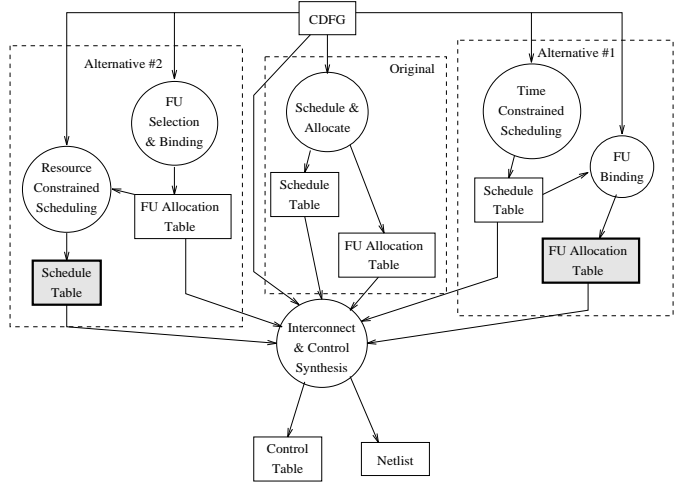 CDFG
Alternative #2
FU
Selection
& Binding
Resource
Constrained
Scheduling
FU Allocation
Table
Schedule
Table
Original
Schedule &
Allocate
Schedule
Table
FU Allocation
Table
Alternative #1
Time
Constrained
Scheduling
FU
Binding
Schedule
Table
FU Allocation
Table
Interconnect
& Control
Synthesis
Control
Table
Netlist